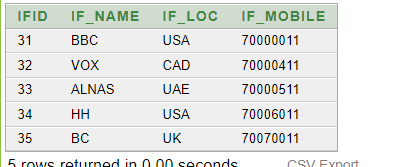 IFID IF_NAME IF_LOC IF_MOBILE
31 BBC USA 70000011
32 VOX CAD 70000411
33 ALNAS UAE 70000511
34 HH USA 70006011
35 BC UK 70070011
5 rows returned in 0.00 seconds CSV Export